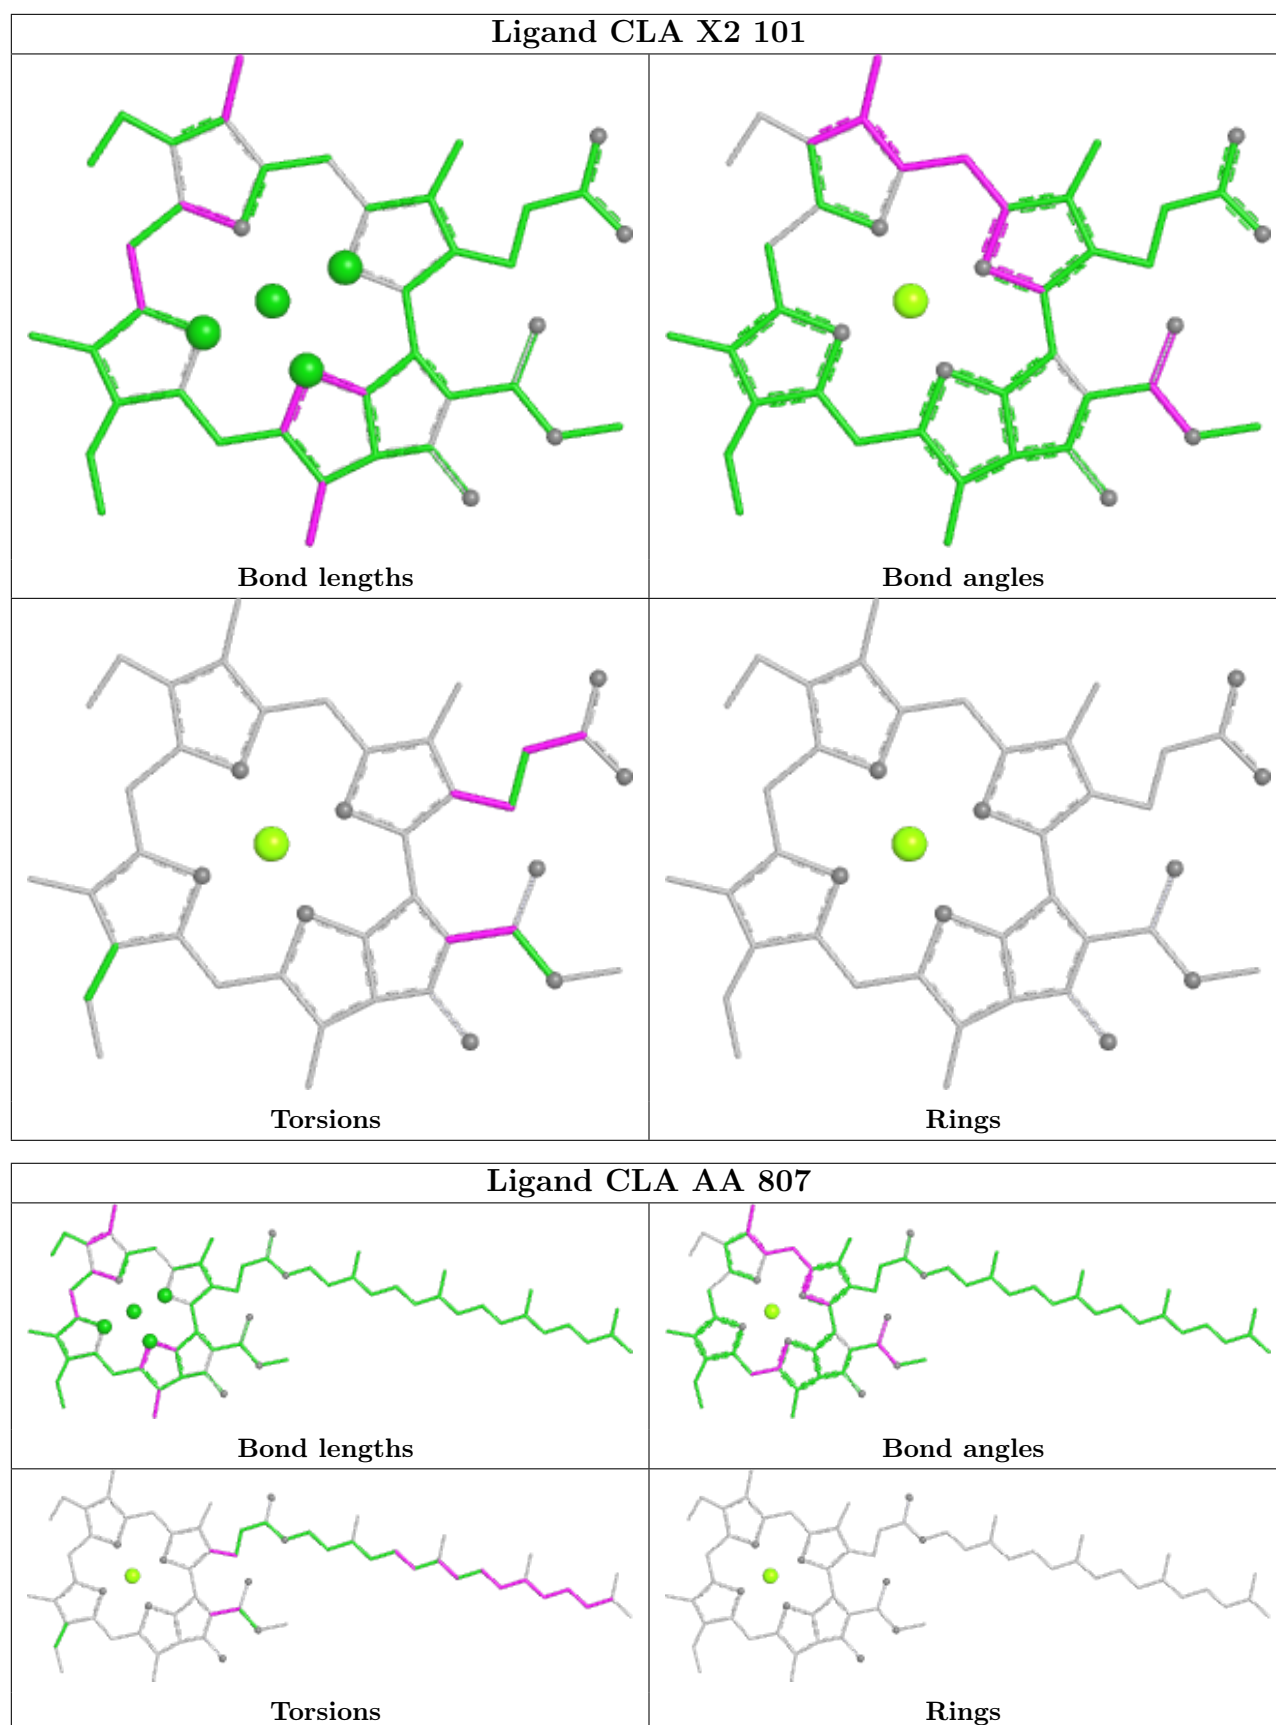 Ligand CLA X2 101
Bond lengths
Bond angles
Torsions
Rings
Ligand CLA AA 807
Bond lengths
Bond angles
Torsions
Rings